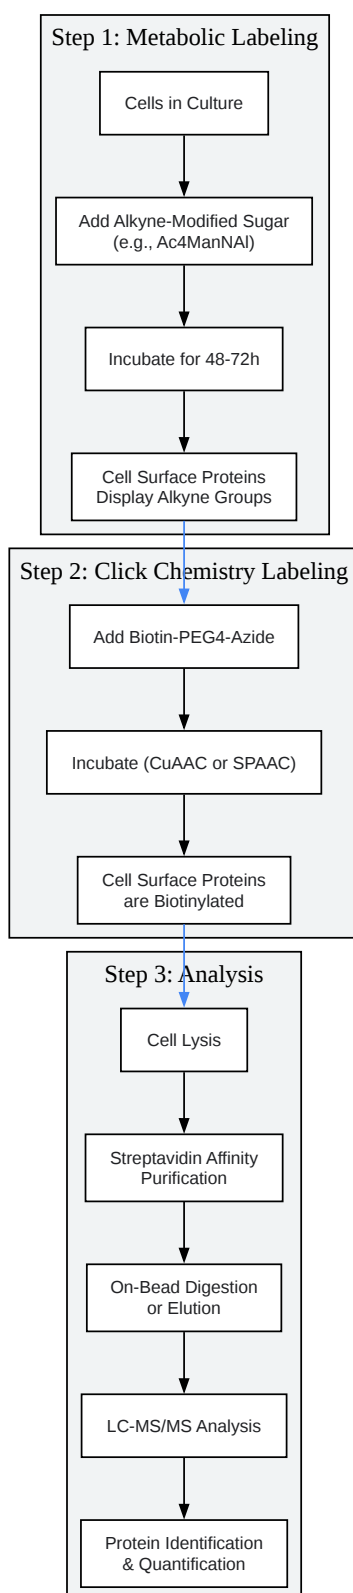 Step 1: Metabolic Labeling
Cells in Culture
Add Alkyne-Modified Sugar
(e.g., Ac4ManNAl)
Incubate for 48-72h
Cell Surface Proteins
Display Alkyne Groups
Step 2: Click Chemistry Labeling
Add Biotin-PEG4-Azide
Incubate (CuAAC or SPAAC)
Cell Surface Proteins
are Biotinylated
Step 3: Analysis
Cell Lysis
Streptavidin Affinity
Purification
On-Bead Digestion
or Elution
LC-MS/MS Analysis
Protein Identification
& Quantification